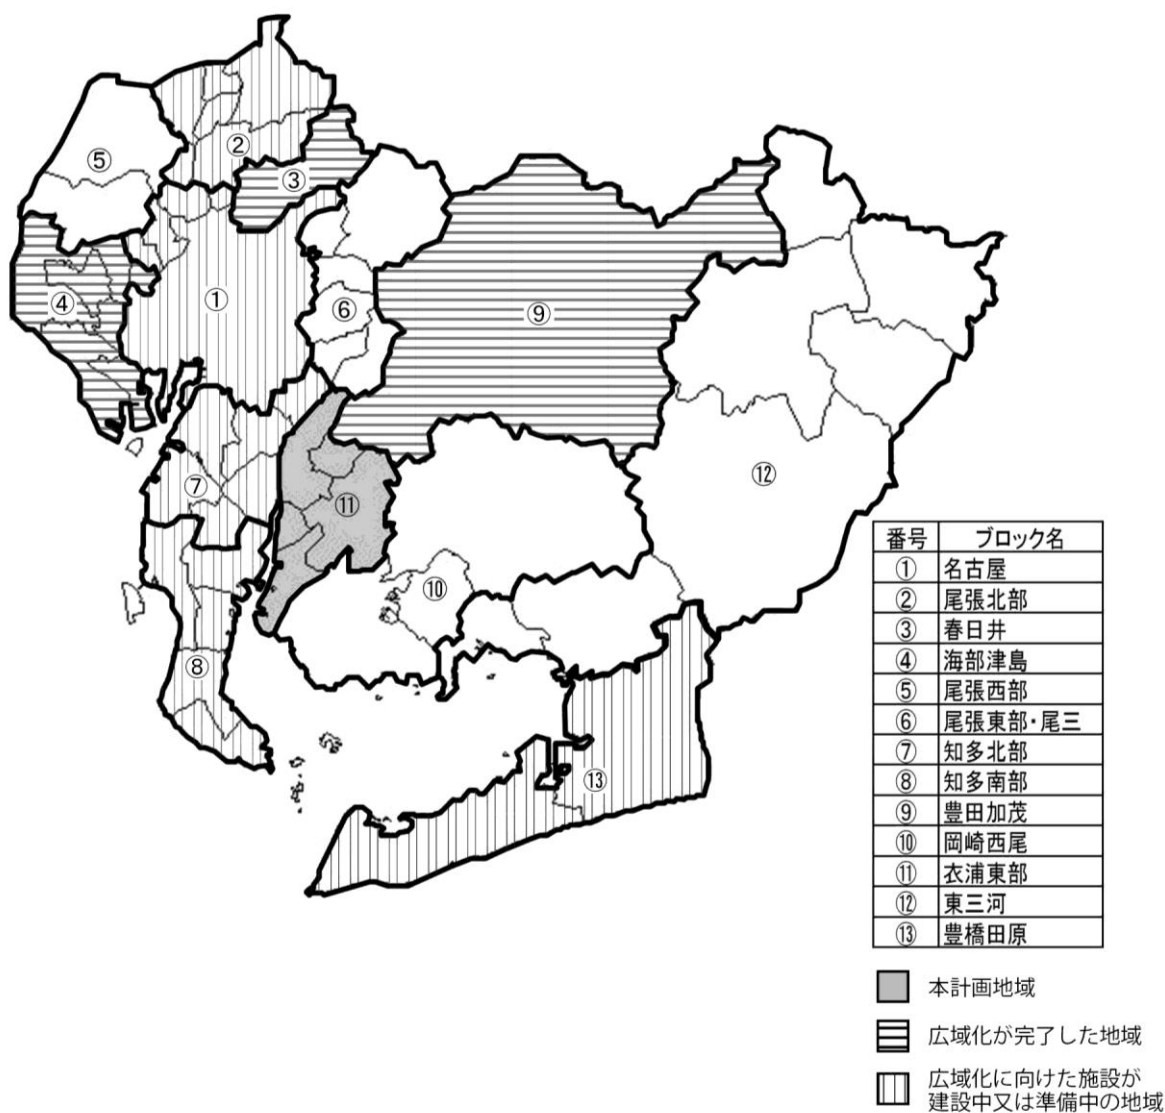 ②
⑤
③
①
④
⑥
⑨
⑫
⑦
⑪
⑩
⑧
⑬
番号 ブロック名
① 名古屋
② 尾張北部
③ 春日井
④ 海部津島
⑤ 尾張西部
⑥ 尾張東部・尾三
⑦ 知多北部
⑧ 知多南部
⑨ 豊田加茂
⑩ 岡崎西尾
⑪ 衣浦東部
⑫ 東三河
⑬ 豊橋田原
本計画地域
広域化が完了した地域
広域化に向けた施設が
建設中又は準備中の地域